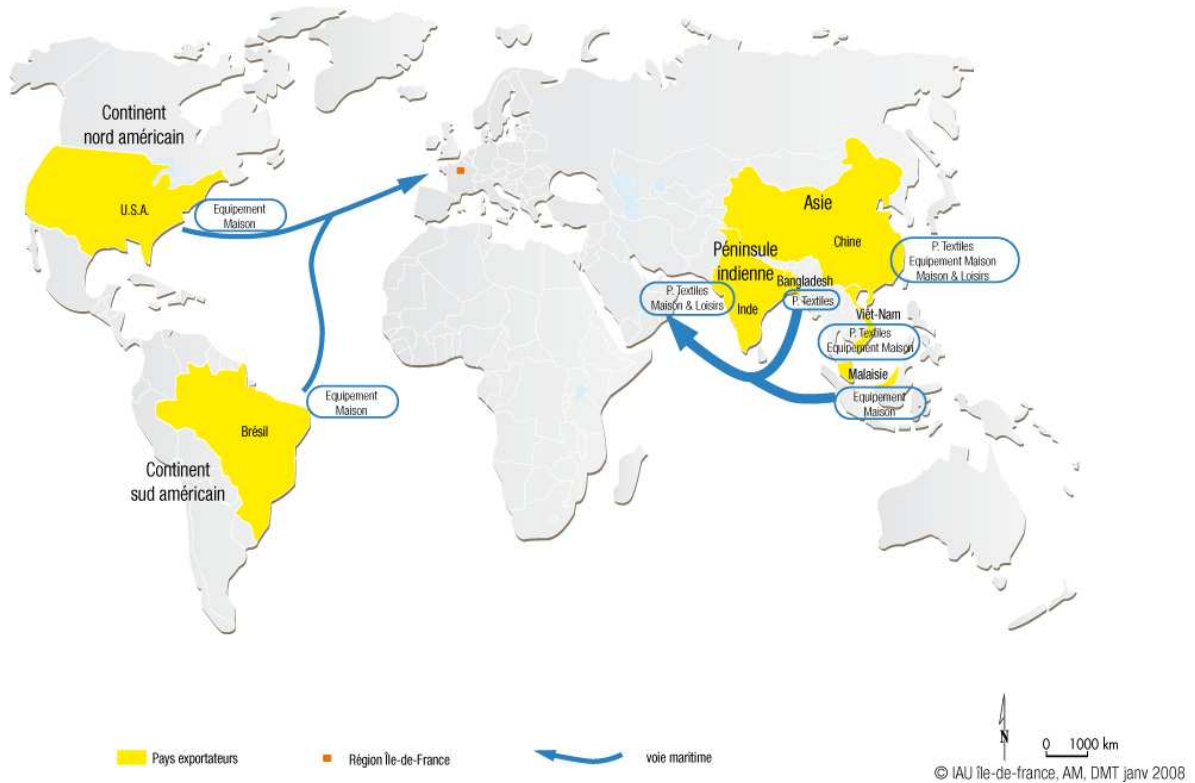 Continent
nord américain
U.S.A.
Equipement
Maison
Asie
Chine
P. Textiles
Equipement Maison
Maison & Loisirs
Péninsule
indienne
Bangladesh
P. Textiles
Maison & Loisirs
Inde
P. Textiles
Viêt-Nam
P. Textiles
Equipement Maison
Malaisie
Equipement
Maison
Equipement
Maison
Brésil
Continent
sud américain
N
0 1000 km
Pays exportateurs
Région Île-de-France
voie maritime
© IAU île-de-france, AM, DMT janv 2008